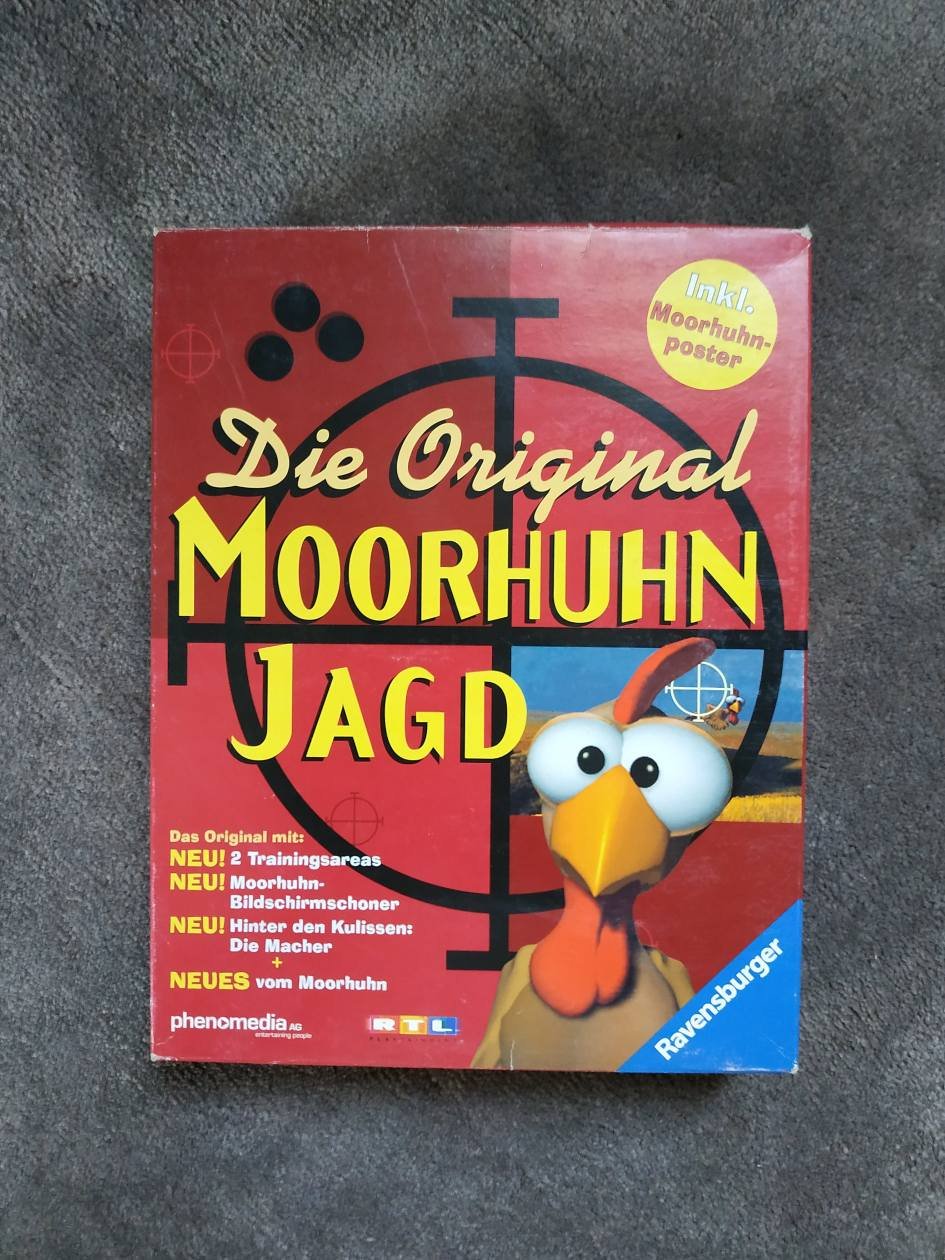 Inkl.
Moorhuhn-
poster
Die Original
MOORHUHN
JAGD
Das Original mit:
NEU! 2 Trainingsareas
NEU! Moorhuhn-
Bildschirmschoner
NEU! Hinter den Kulissen:
Die Macher
+
NEUES vom Moorhuhn
phenomedia AG
entertaining people
RTL
Ravensburger